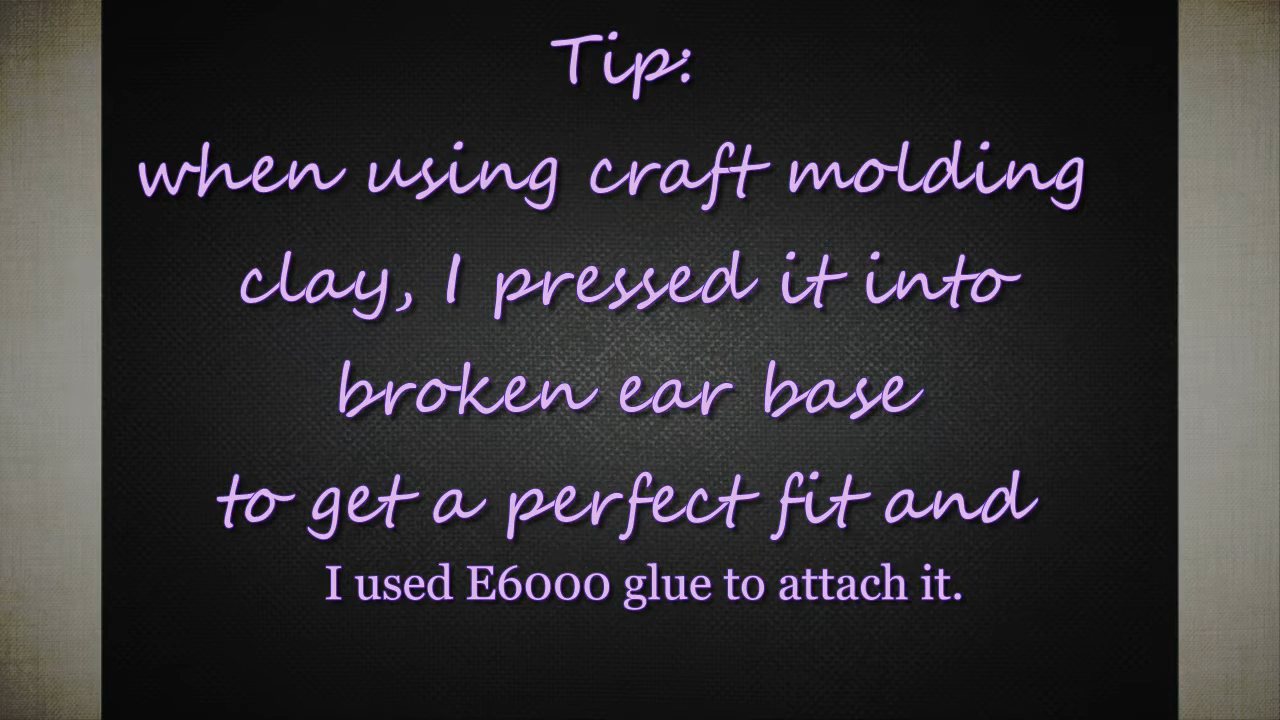 Tip:
when using craft molding
clay, I pressed it into
broken ear base
to get a perfect fit and
I used E6000 glue to attach it.